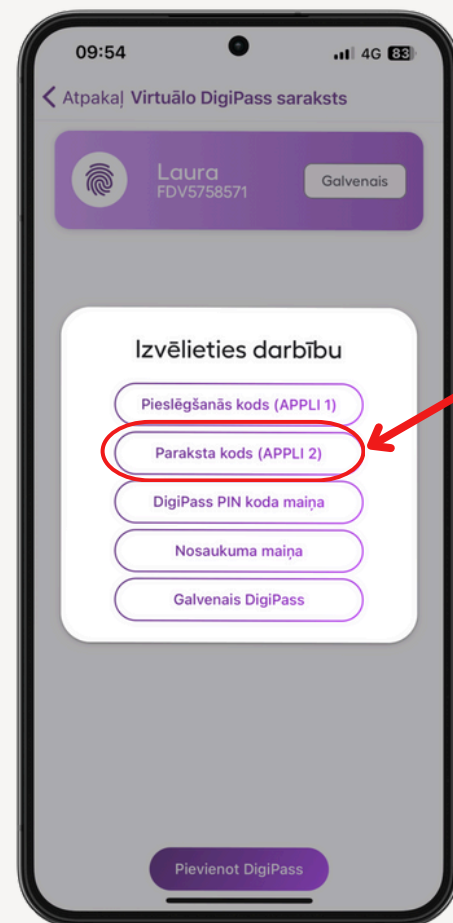 09:54 4G 83
Atpakaļ Virtuālo DigiPass saraksts
Laura
FDV5758571
Galvenais
Izvēlieties darbību
Pieslēgšanās kods (APPLI 1)
Paraksta kods (APPLI 2)
DigiPass PIN koda maiņa
Nosaukuma maiņa
Galvenais DigiPass
Pievienot DigiPass